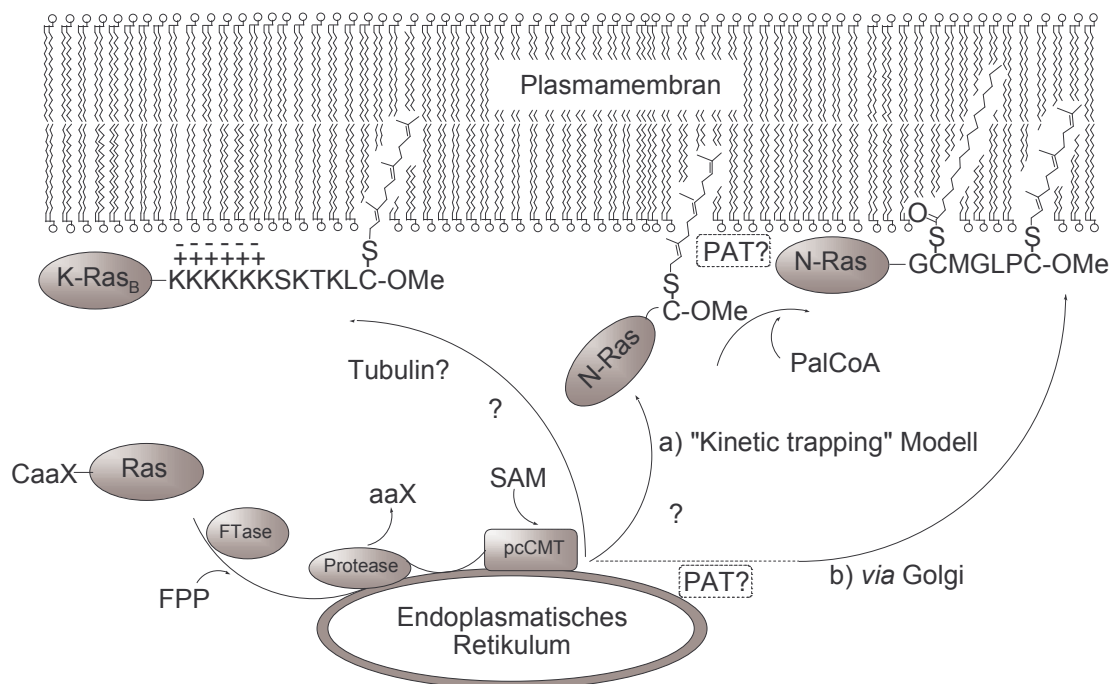 Plasmamembran
O
S
S
S
- - - - - -
++++++
K-RasB
KKKKKKSKTKLC-OMe
PAT?
N-Ras
GCMGLPC-OMe
C-OMe
N-Ras
PalCoA
Tubulin?
?
a) "Kinetic trapping" Modell
CaaX
Ras
SAM
aaX
?
FTase
pcCMT
Protease
FPP
PAT?
b) via Golgi
Endoplasmatisches
Retikulum